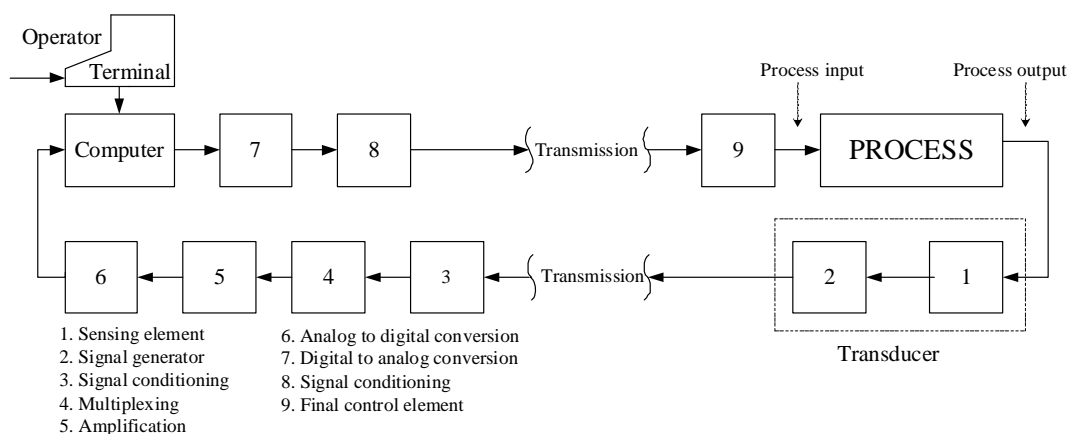 Operator
Terminal
Process input
Process output
Computer
7
8
Transmission
9
PROCESS
6
5
4
3
Transmission
2
1
Transducer
1. Sensing element
2. Signal generator
3. Signal conditioning
4. Multiplexing
5. Amplification
6. Analog to digital conversion
7. Digital to analog conversion
8. Signal conditioning
9. Final control element